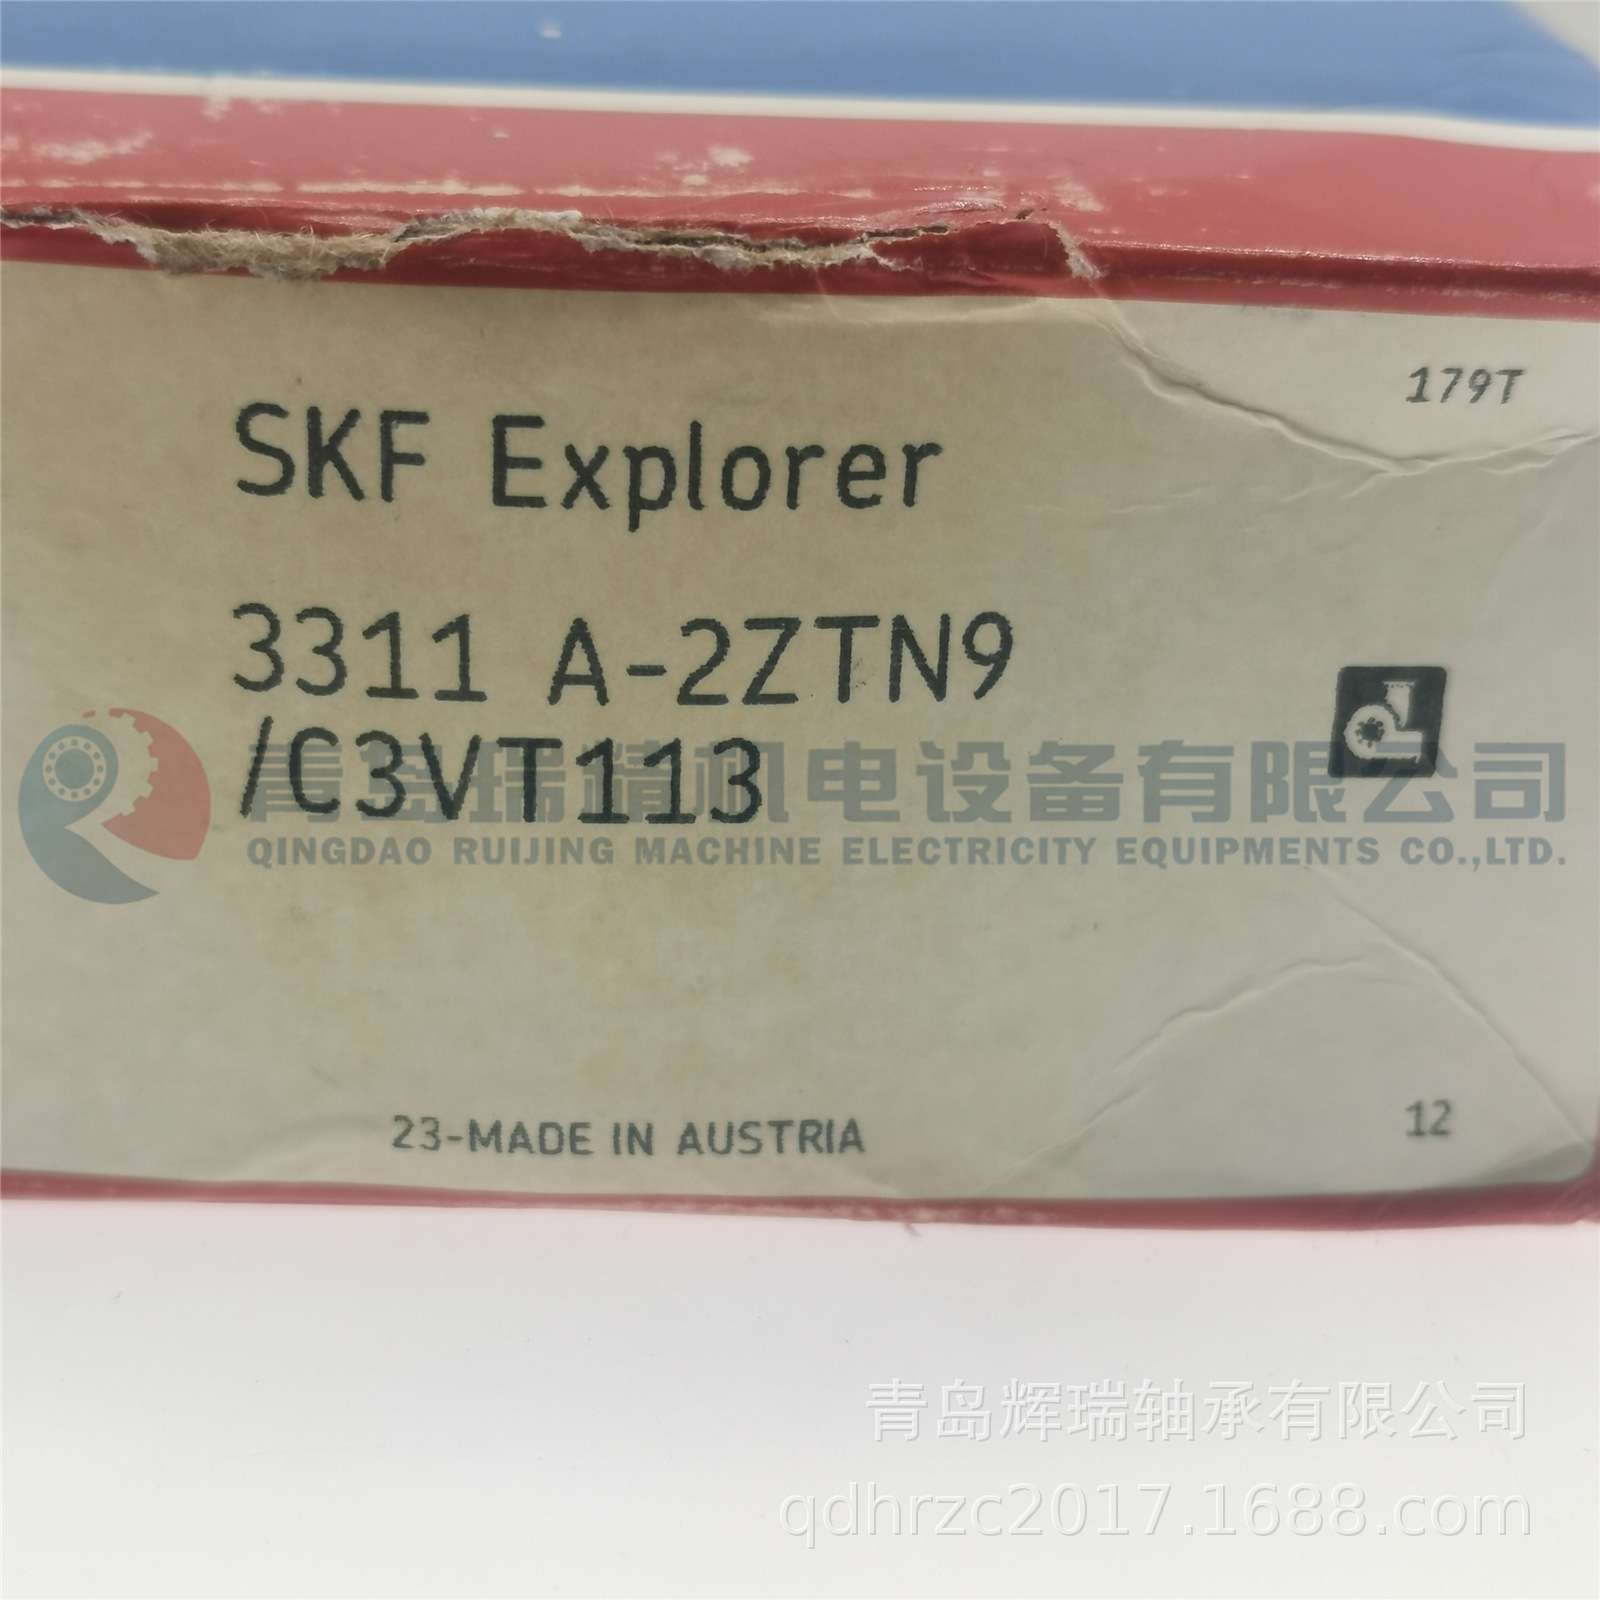 179T
SKF Explorer
3311 A-2ZTN9
/C3VT113
青岛瑞精机电设备有限公司
QINGDAO RUIJING MACHINE ELECTRICITY EQUIPMENTS CO.,LTD.
23-MADE IN AUSTRIA
12
青岛辉瑞轴承有限公司
qdhrzc2017.1688.com